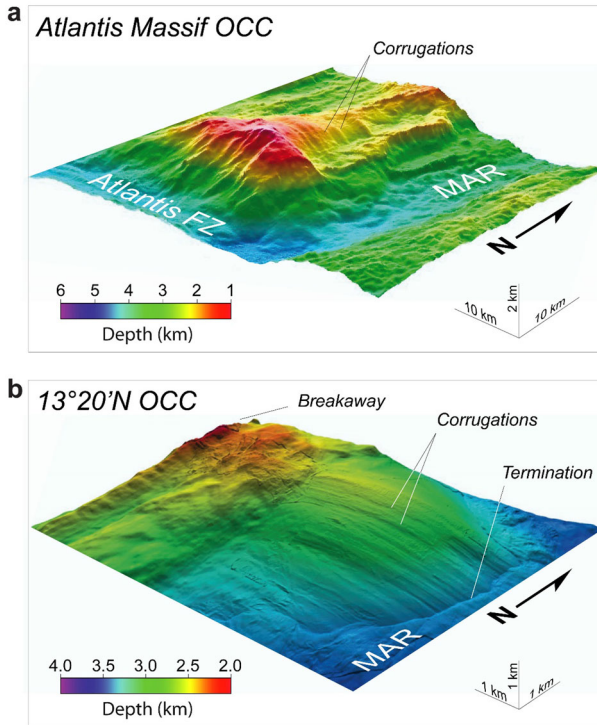 a
Atlantis Massif OCC
Corrugations
Atlantis FZ
MAR
N
6 5 4 3 2 1
Depth (km)
10 km
2 km
10 km
b
13°20'N OCC
Breakaway
Corrugations
Termination
MAR
N
4.0 3.5 3.0 2.5 2.0
Depth (km)
1 km
1 km
1 km